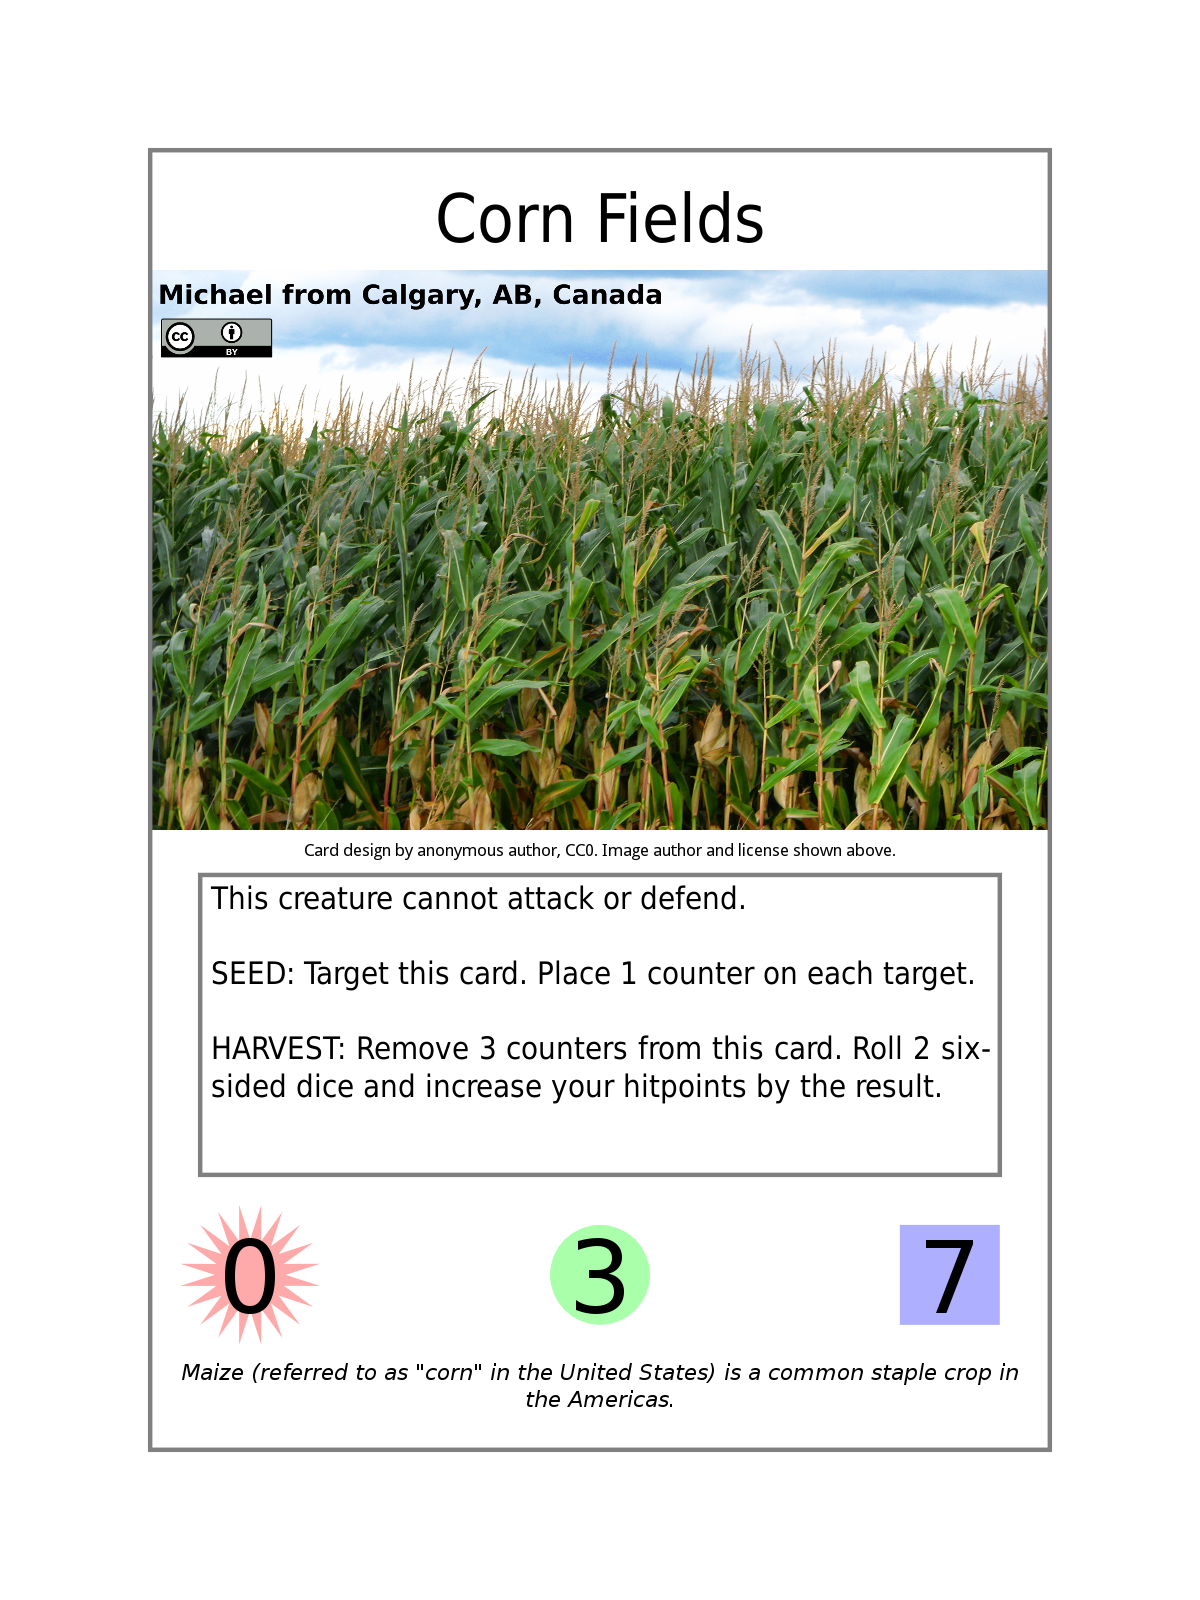 Corn Fields
Michael from Calgary, AB, Canada
cc
BY
Card design by anonymous author, CC0. Image author and license shown above.
This creature cannot attack or defend.
SEED: Target this card. Place 1 counter on each target.
HARVEST: Remove 3 counters from this card. Roll 2 six-
sided dice and increase your hitpoints by the result.
0 3 7
Maize (referred to as "corn" in the United States) is a common staple crop in
the Americas.